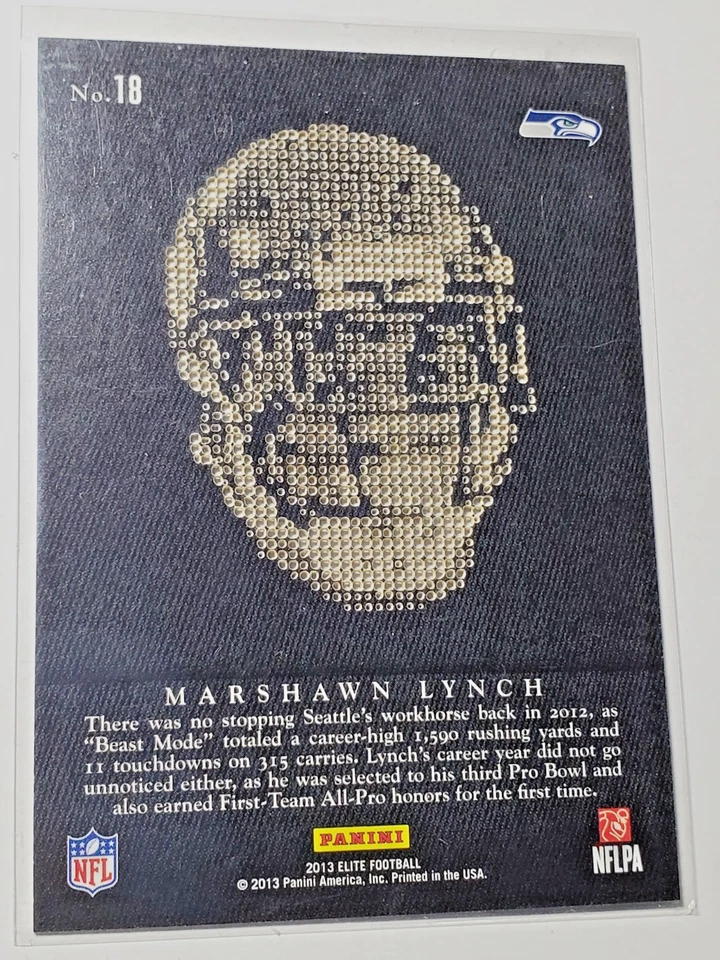 No. 18
MARSHAWN LYNCH
There was no stopping Seattle's workhorse back in 2012, as
"Beast Mode" totaled a career-high 1,590 rushing yards and
11 touchdowns on 315 carries. Lynch's career year did not go
unnoticed either, as he was selected to his third Pro Bowl and
also earned First-Team All-Pro honors for the first time.
NFL
PANINI
NFLPA
2013 ELITE FOOTBALL
© 2013 Panini America, Inc. Printed in the USA.